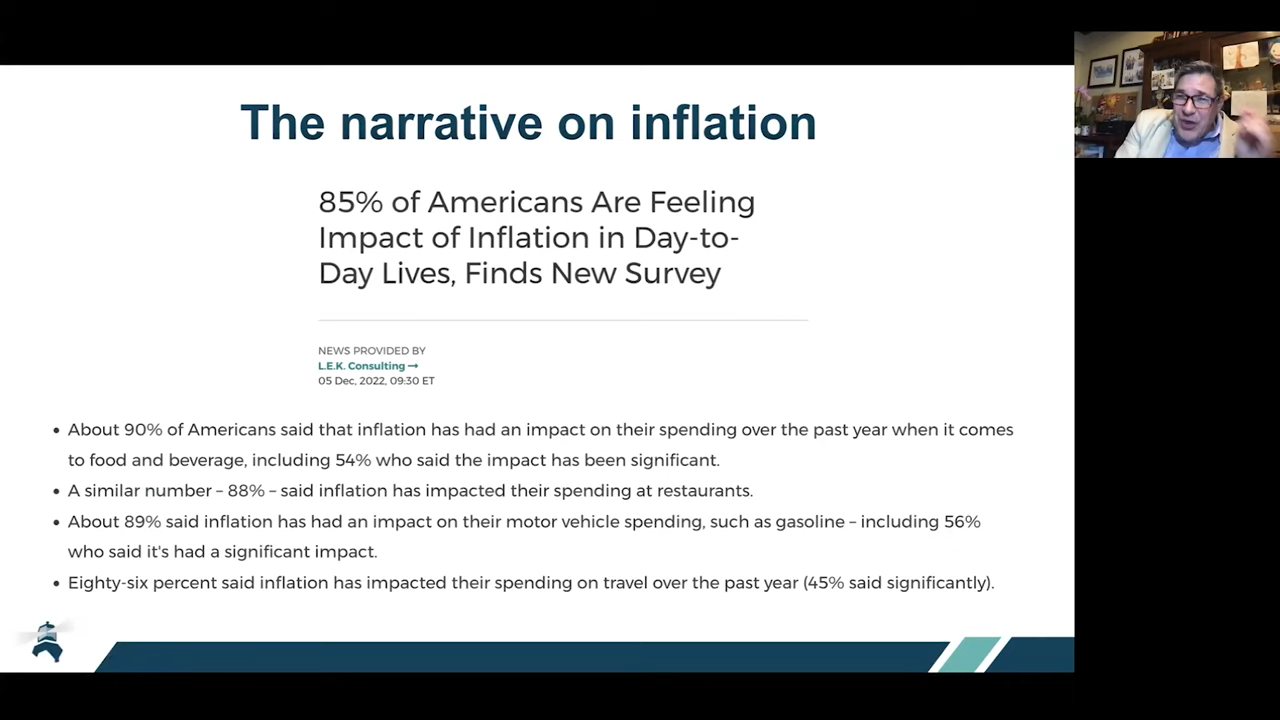 The narrative on inflation
85% of Americans Are Feeling
Impact of Inflation in Day-to-
Day Lives, Finds New Survey
NEWS PROVIDED BY
L.E.K. Consulting →
05 Dec, 2022, 09:30 ET
• About 90% of Americans said that inflation has had an impact on their spending over the past year when it comes
to food and beverage, including 54% who said the impact has been significant.
• A similar number – 88% – said inflation has impacted their spending at restaurants.
• About 89% said inflation has had an impact on their motor vehicle spending, such as gasoline – including 56%
who said it's had a significant impact.
• Eighty-six percent said inflation has impacted their spending on travel over the past year (45% said significantly).